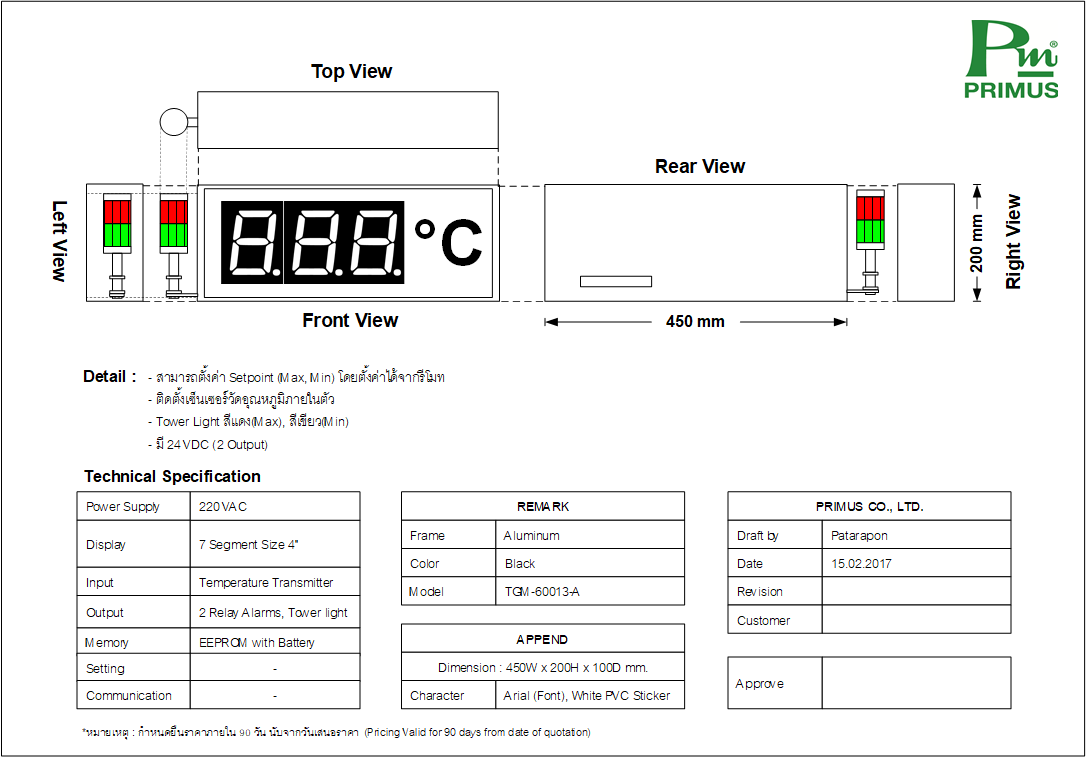 Pm®
PRIMUS
Top View
Rear View
Left View
8.8.8. °C
200 mm
Right View
Front View
450 mm
Detail : - สามารถตั้งค่า Setpoint (Max, Min) โดยตั้งค่าได้จากรีโมท
- ติดตั้งเซ็นเซอร์วัดอุณหภูมิภายในตัว
- Tower Light สีแดง(Max), สีเขียว(Min)
- มี 24VDC (2 Output)
Technical Specification
Power Supply 220VAC
Display 7 Segment Size 4"
Input Temperature Transmitter
Output 2 Relay Alarms, Tower light
Memory EEPROM with Battery
Setting -
Communication -
REMARK
Frame Aluminum
Color Black
Model TGM-60013-A
APPEND
Dimension : 450W x 200H x 100D mm.
Character Arial (Font), White PVC Sticker
PRIMUS CO., LTD.
Draft by Patarapon
Date 15.02.2017
Revision
Customer
Approve
*หมายเหตุ : กำหนดยืนราคาภายใน 90 วัน นับจากวันเสนอราคา (Pricing Valid for 90 days from date of quotation)